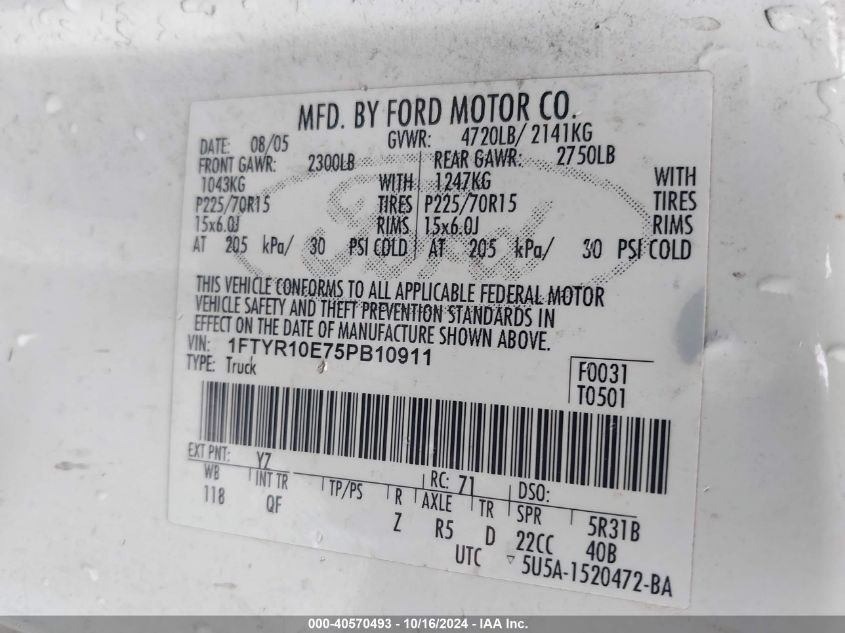 MFD. BY FORD MOTOR CO.
DATE: 08/05 GVWR: 4720LB/ 2141KG
FRONT GAWR: 2300LB REAR GAWR: 2750LB
1043KG WITH 1247KG WITH
P225/70R15 TIRES P225/70R15 TIRES
15x6.0J RIMS 15x6.0J RIMS
AT 205 kPa/ 30 PSI COLD AT 205 kPa/ 30 PSI COLD
Ford
THIS VEHICLE CONFORMS TO ALL APPLICABLE FEDERAL MOTOR
VEHICLE SAFETY AND THEFT PREVENTION STANDARDS IN
EFFECT ON THE DATE OF MANUFACTURE SHOWN ABOVE.
VIN: 1FTYR10E75PB10911
TYPE: Truck
F0031
T0501
EXT PNT: YZ RC: 71 DSO:
WB INT TR TP/PS R AXLE TR SPR 5R31B
118 QF Z R5 D 22CC 40B
UTC 5U5A-1520472-BA
000-40570493 - 10/16/2024 - IAA Inc.